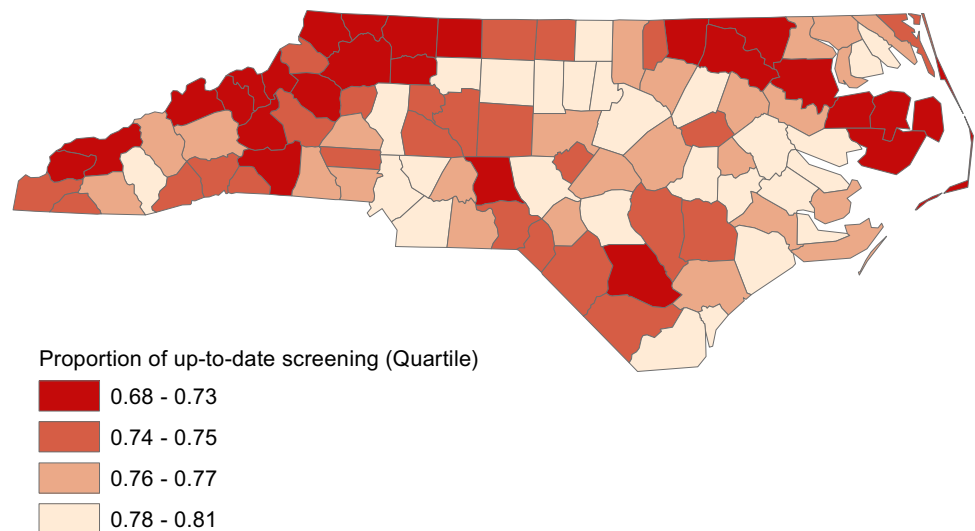 Proportion of up-to-date screening (Quartile)
0.68 - 0.73
0.74 - 0.75
0.76 - 0.77
0.78 - 0.81